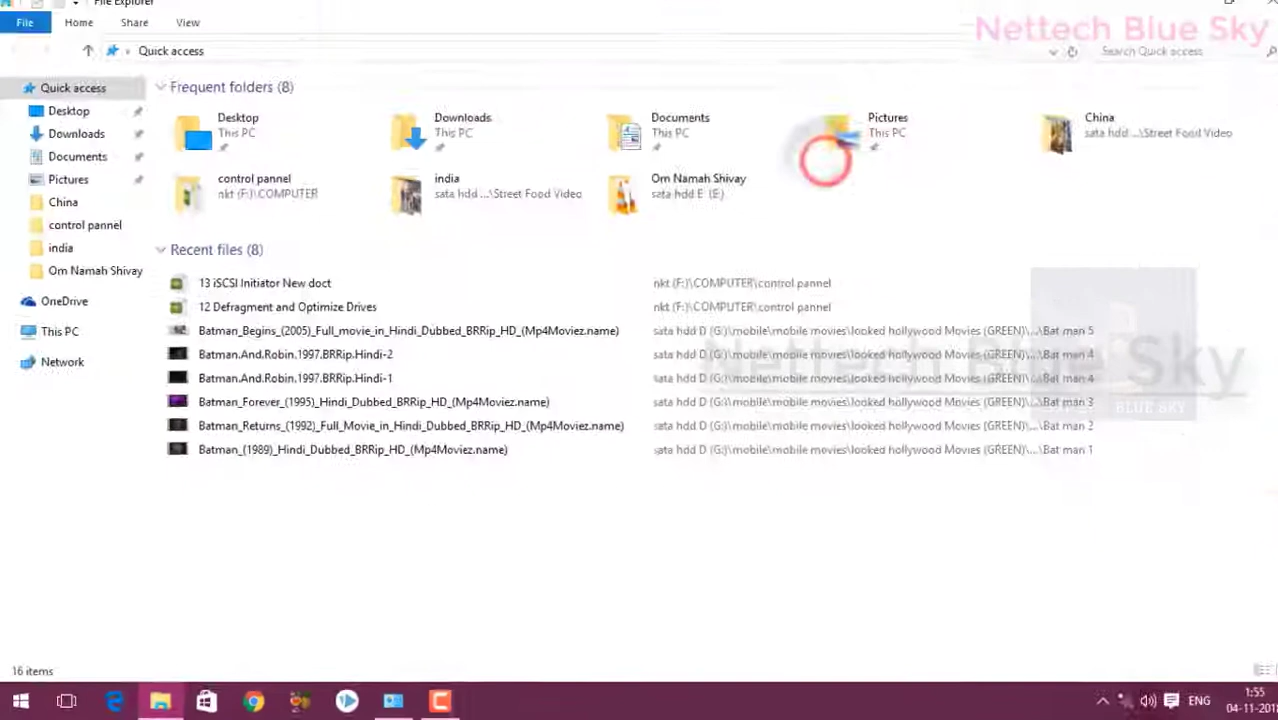 File Explorer
Nettech Blue Sky
File Home Share View
Quick access
Search Quick access
Quick access
Desktop
Downloads
Documents
Pictures
China
control pannel
india
Om Namah Shivay
OneDrive
This PC
Network
Frequent folders (8)
Desktop
This PC
Downloads
This PC
Documents
This PC
Pictures
This PC
China
sata hdd ...\Street Food Video
control pannel
nkt (F:)\COMPUTER
india
sata hdd ...\Street Food Video
Om Namah Shivay
sata hdd E (E:)
Recent files (8)
13 iSCSI Initiator New doct nkt (F:)\COMPUTER\control pannel
12 Defragment and Optimize Drives nkt (F:)\COMPUTER\control pannel
Batman_Begins_(2005)_Full_movie_in_Hindi_Dubbed_BRRip_HD_(Mp4Moviez.name) sata hdd D (G:)\mobile\mobile movies\looked hollywood Movies (GREEN)\...\Bat man 5
Batman.And.Robin.1997.BRRip.Hindi-2 sata hdd D (G:)\mobile\mobile movies\looked hollywood Movies (GREEN)\...\Bat man 4
Batman.And.Robin.1997.BRRip.Hindi-1 sata hdd D (G:)\mobile\mobile movies\looked hollywood Movies (GREEN)\...\Bat man 4
Batman_Forever_(1995)_Hindi_Dubbed_BRRip_HD_(Mp4Moviez.name) sata hdd D (G:)\mobile\mobile movies\looked hollywood Movies (GREEN)\...\Bat man 3
Batman_Returns_(1992)_Full_Movie_in_Hindi_Dubbed_BRRip_HD_(Mp4Moviez.name) sata hdd D (G:)\mobile\mobile movies\looked hollywood Movies (GREEN)\...\Bat man 2
Batman_(1989)_Hindi_Dubbed_BRRip_HD_(Mp4Moviez.name) sata hdd D (G:)\mobile\mobile movies\looked hollywood Movies (GREEN)\...\Bat man 1
Nettech Blue Sky
BLUE SKY
16 items
ENG
1:55
04-11-201